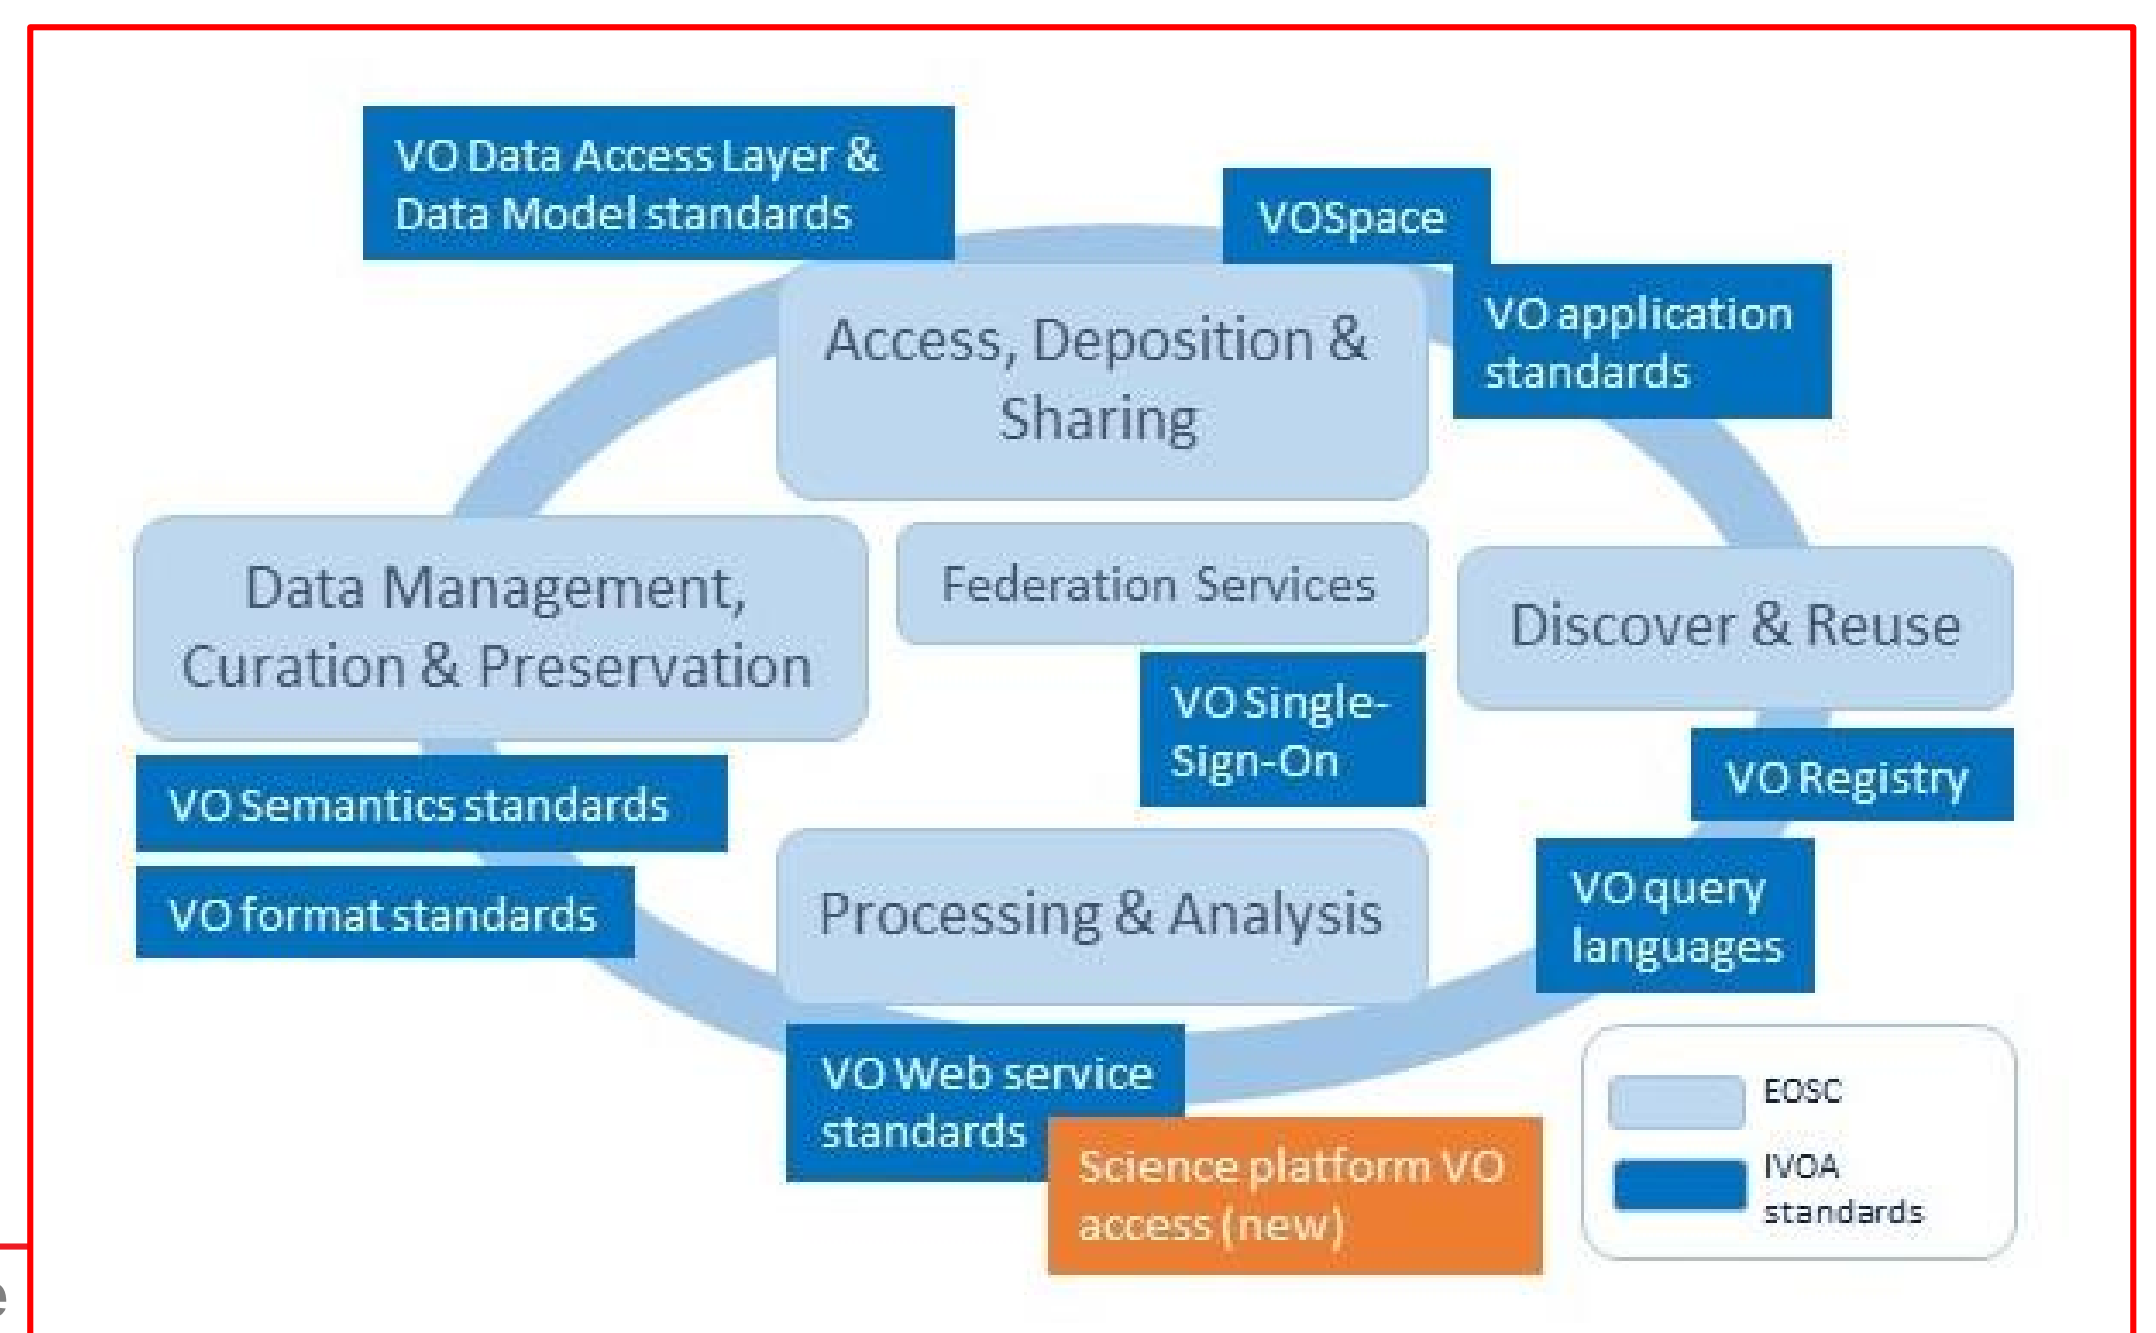 VO Data Access Layer &
Data Model standards
VOSpace
VO application
standards
Access, Deposition &
Sharing
Data Management,
Curation & Preservation
Federation Services
Discover & Reuse
VO Single-
Sign-On
VO Registry
VO Semantics standards
VO format standards
Processing & Analysis
VO query
languages
VO Web service
standards
Science platform VO
access (new)
EOSC
IVOA
standards
e